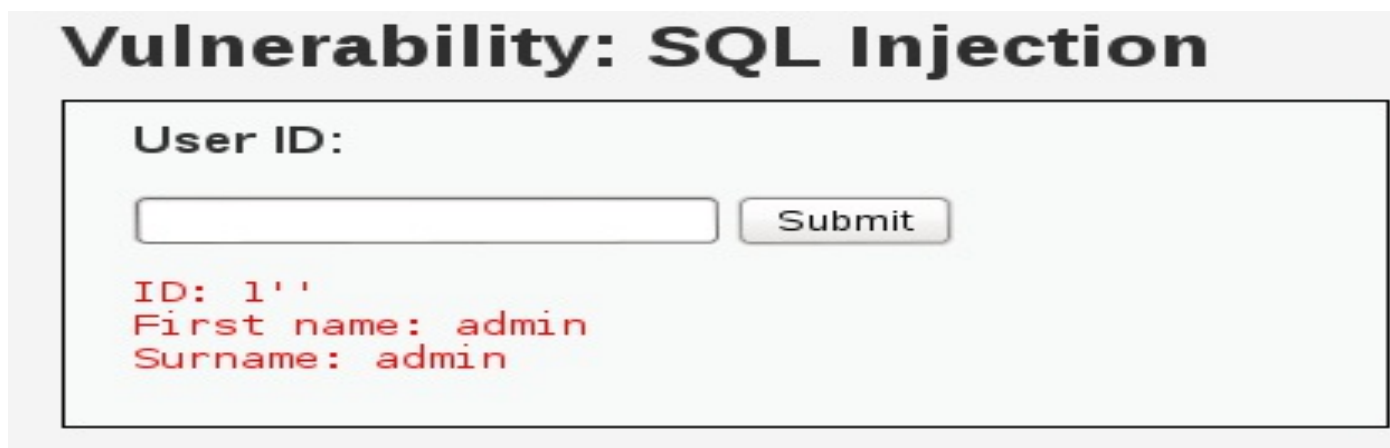 Vulnerability: SQL Injection
User ID:
Submit
ID: 1''
First name: admin
Surname: admin